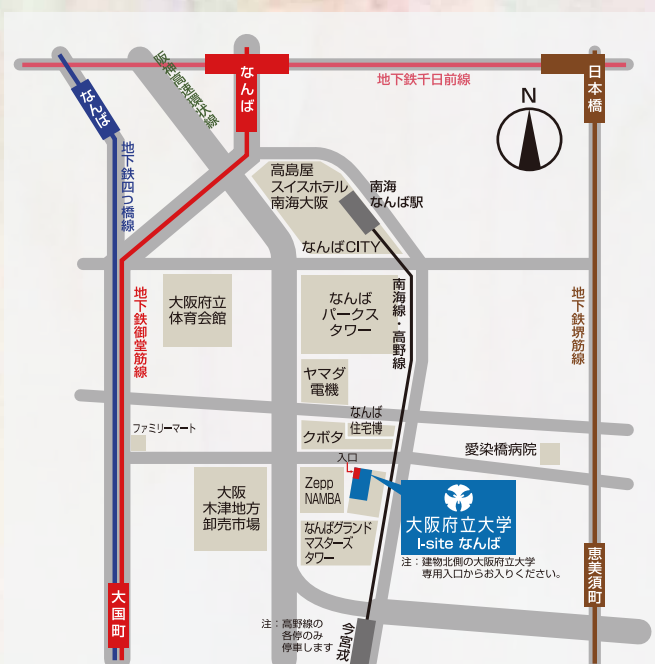 なんば
阪神高速環状線
なんば
地下鉄千日前線
日本橋
N
地下鉄四つ橋線
高島屋
スイスホテル
南海大阪
南海
なんば駅
なんばCITY
大阪府立
体育会館
地下鉄御堂筋線
なんば
パークス
タワー
南海線・高野線
地下鉄堺筋線
ヤマダ
電機
なんば
住宅博
ファミリーマート
クボタ
愛染橋病院
入口
大阪
木津地方
卸売市場
Zepp
NAMBA
大阪府立大学
I-site なんば
なんばグランド
マスターズ
タワー
注：建物北側の大阪府立大学
専用入口からお入りください。
恵美須町
大国町
注：高野線の
各停のみ
停車します
今宮戎